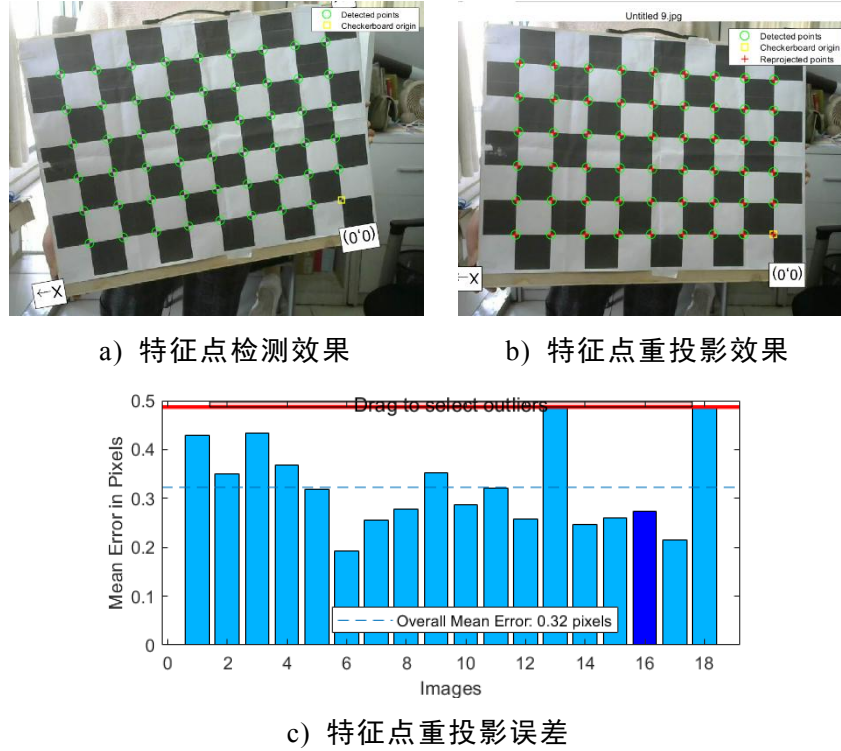 Detected points
Checkerboard origin
(0,0)
←X
Untitled 9.jpg
Detected points
Checkerboard origin
Reprojected points
(0,0)
←X
a) 特征点检测效果
b) 特征点重投影效果
Drag to select outliers
Mean Error in Pixels
0.5
0.4
0.3
0.2
0.1
0
Overall Mean Error: 0.32 pixels
0 2 4 6 8 10 12 14 16 18
Images
c) 特征点重投影误差